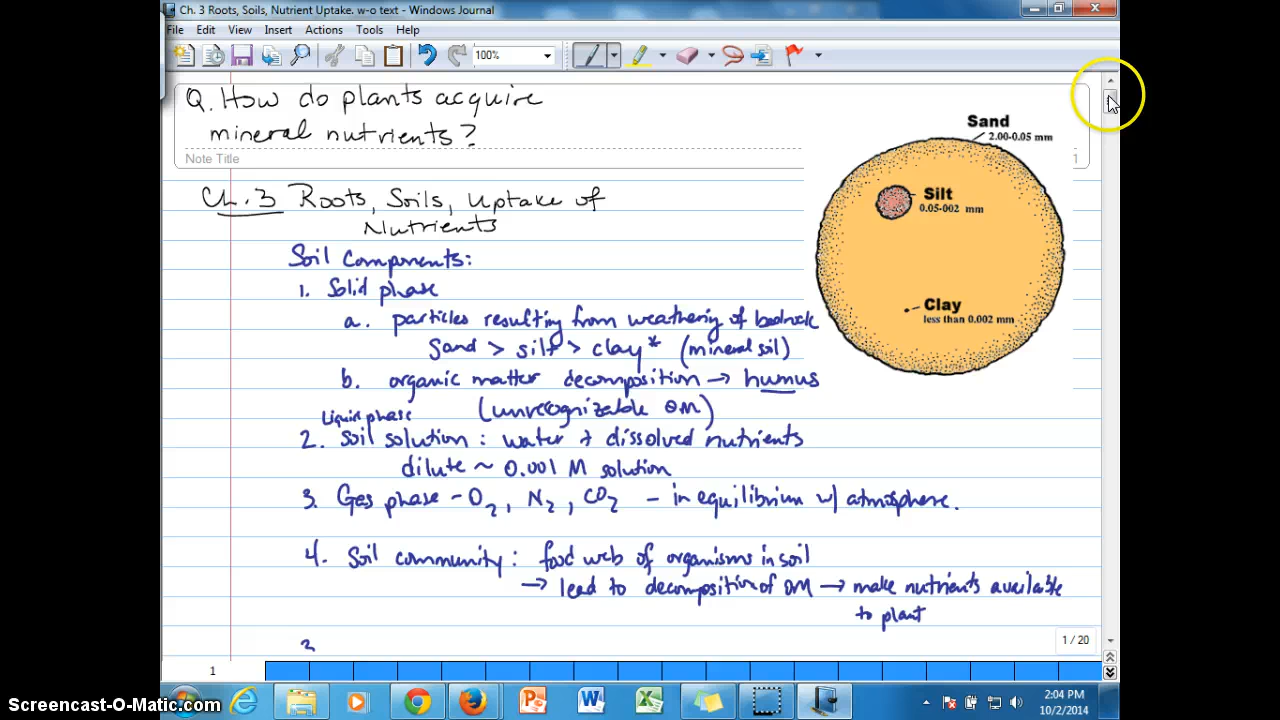 Ch. 3 Roots, Soils, Nutrient Uptake. w-o text - Windows Journal
File Edit View Insert Actions Tools Help
100%
Q. How do plants acquire
mineral nutrients?
Note Title
1
Sand
2.00-0.05 mm
Silt
0.05-002 mm
Clay
less than 0.002 mm
Ch. 3 Roots, Soils, Uptake of
Nutrients
Soil Components:
1. Solid phase
a. particles resulting from weathering of bedrock
Sand > silt > clay* (mineral soil)
b. organic matter decomposition → humus
(unrecognizable OM)
Liquid phase
2. Soil solution : water + dissolved nutrients
dilute ~ 0.001 M solution
3. Gas phase - O2, N2, CO2 - in equilibrium w/ atmosphere.
4. Soil community : food web of organisms in soil
→ lead to decomposition of OM → make nutrients available
to plant
1 / 20
1
Screencast-O-Matic.com
2:04 PM
10/2/2014